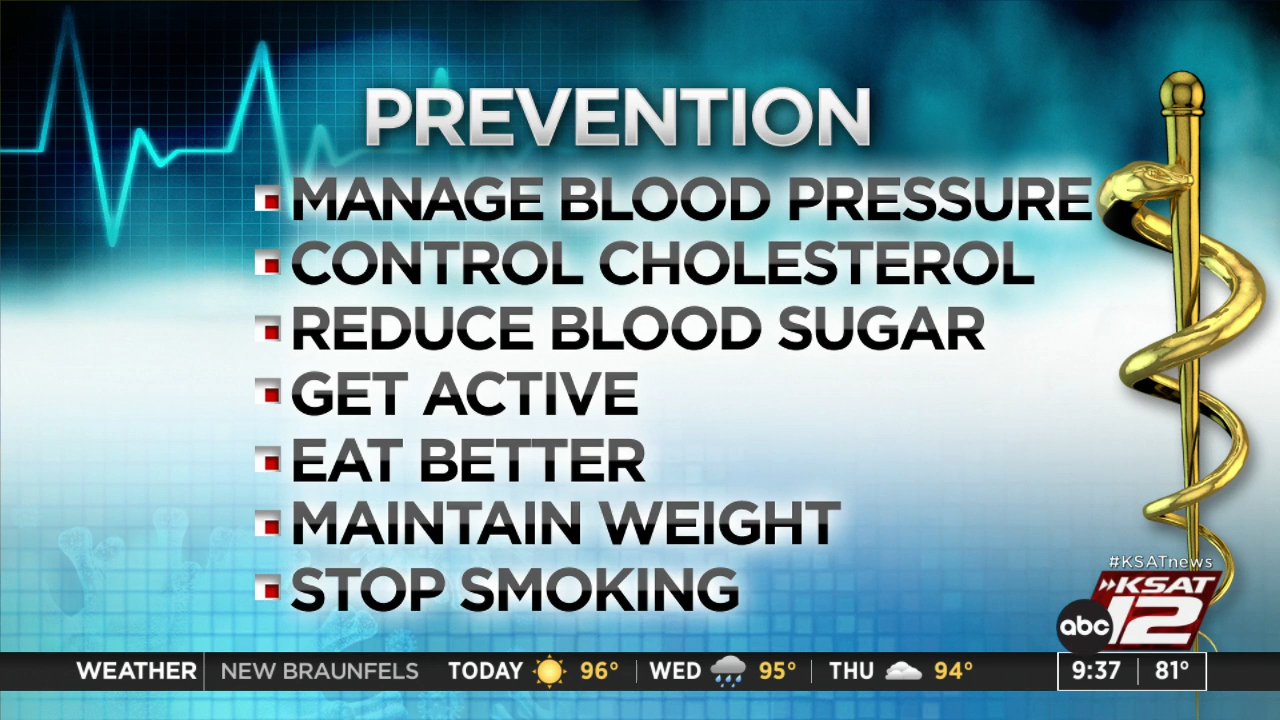 PREVENTION
MANAGE BLOOD PRESSURE
CONTROL CHOLESTEROL
REDUCE BLOOD SUGAR
GET ACTIVE
EAT BETTER
MAINTAIN WEIGHT
STOP SMOKING
#KSATnews
KSAT
abc 12
WEATHER NEW BRAUNFELS TODAY 96° WED 95° THU 94° 9:37 81°